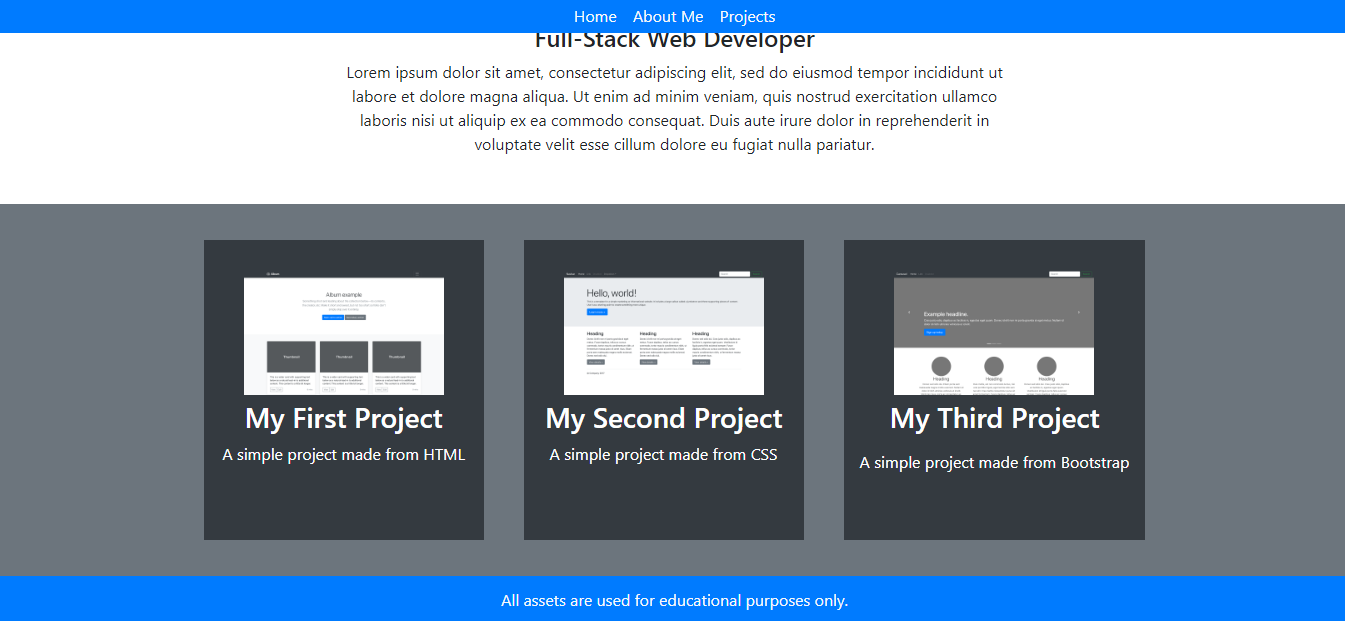 Home About Me Projects
Full-Stack Web Developer
Lorem ipsum dolor sit amet, consectetur adipiscing elit, sed do eiusmod tempor incididunt ut
labore et dolore magna aliqua. Ut enim ad minim veniam, quis nostrud exercitation ullamco
laboris nisi ut aliquip ex ea commodo consequat. Duis aute irure dolor in reprehenderit in
voluptate velit esse cillum dolore eu fugiat nulla pariatur.
Album example
Thumbnail Thumbnail Thumbnail
My First Project
A simple project made from HTML
Hello, world!
Heading Heading Heading
My Second Project
A simple project made from CSS
Example headline.
Heading Heading Heading
My Third Project
A simple project made from Bootstrap
All assets are used for educational purposes only.